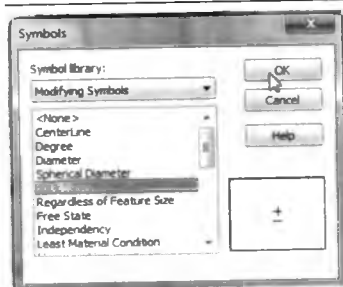 Symbols
Symbol library:
Modifying Symbols
OK
Cancel
Help
<None>
CenterLine
Degree
Diameter
Spherical Diameter
Regardless of Feature Size
Free State
Independency
Least Material Condition
±